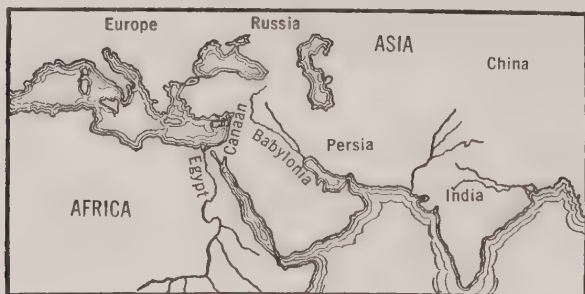 Europe
Russia
ASIA
China
Canaan
Babylonia
Persia
Egypt
India
AFRICA